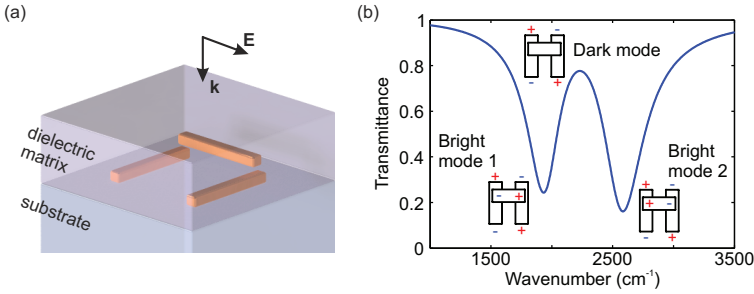 (a)
E
k
dielectric
matrix
substrate
(b)
Transmittance
1
0.8
0.6
0.4
0.2
0
+ -
- +
Dark mode
Bright
mode 1
+ -
- +
- +
Bright
mode 2
+ -
+ -
- +
1500 2500 3500
Wavenumber (cm⁻¹)